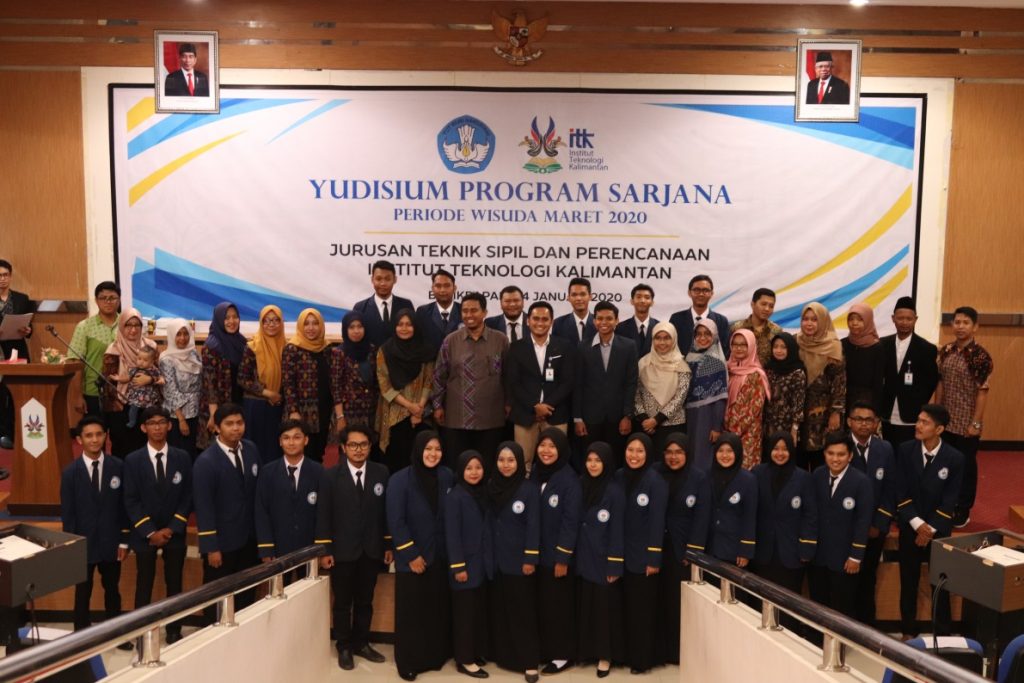 itk
Institut
Teknologi
Kalimantan
YUDISIUM PROGRAM SARJANA
PERIODE WISUDA MARET 2020
JURUSAN TEKNIK SIPIL DAN PERENCANAAN
INSTITUT TEKNOLOGI KALIMANTAN
JANU 2020